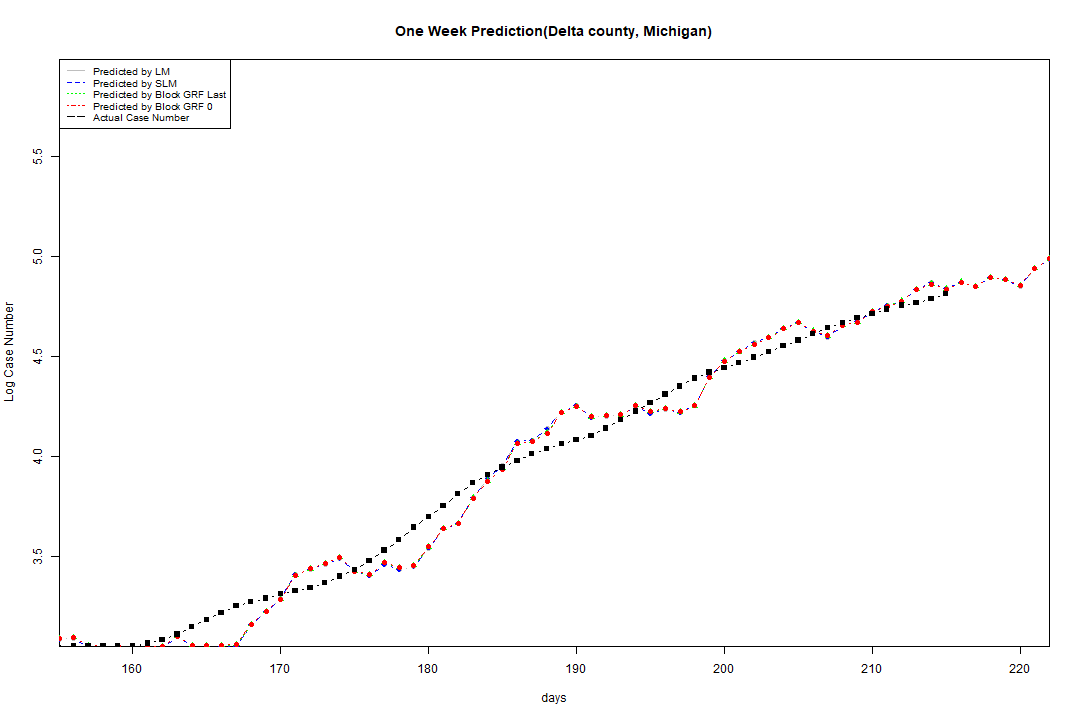 One Week Prediction(Delta county, Michigan)
Predicted by LM
Predicted by SLM
Predicted by Block GRF Last
Predicted by Block GRF 0
Actual Case Number
5.5
5.0
4.5
4.0
3.5
Log Case Number
160 170 180 190 200 210 220
days